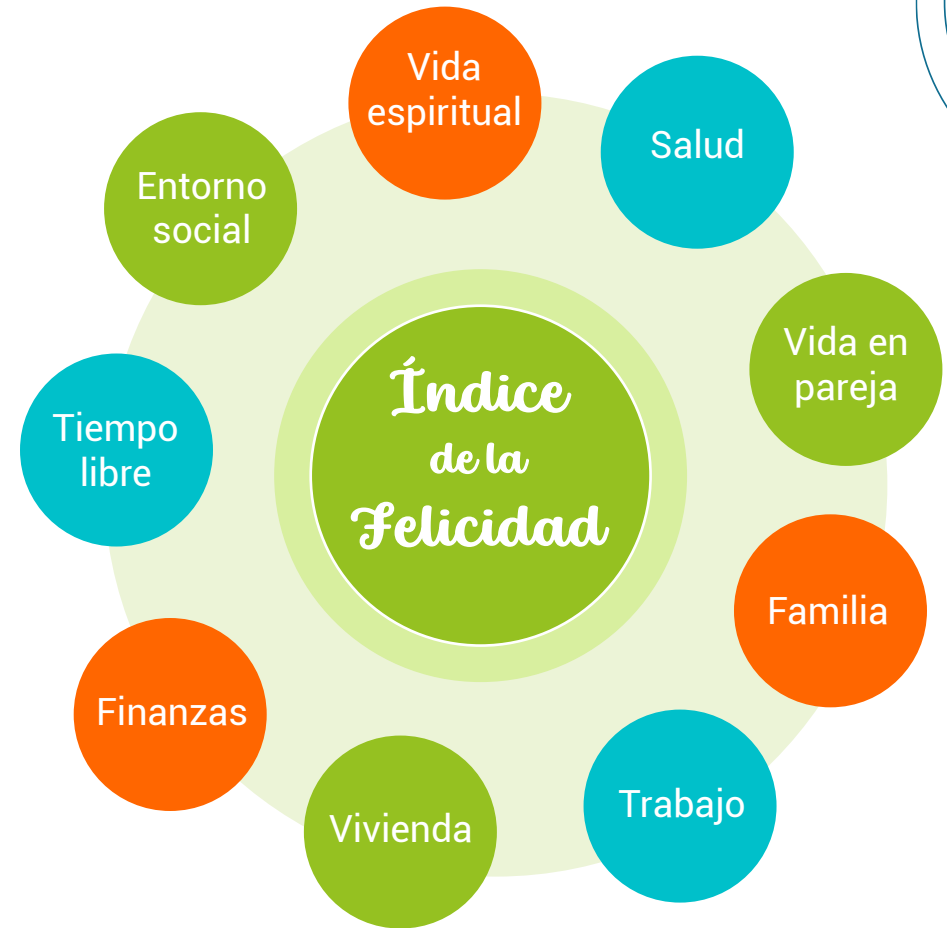 Vida
espiritual
Salud
Entorno
social
Vida en
pareja
Índice
de la
Felicidad
Tiempo
libre
Familia
Finanzas
Trabajo
Vivienda